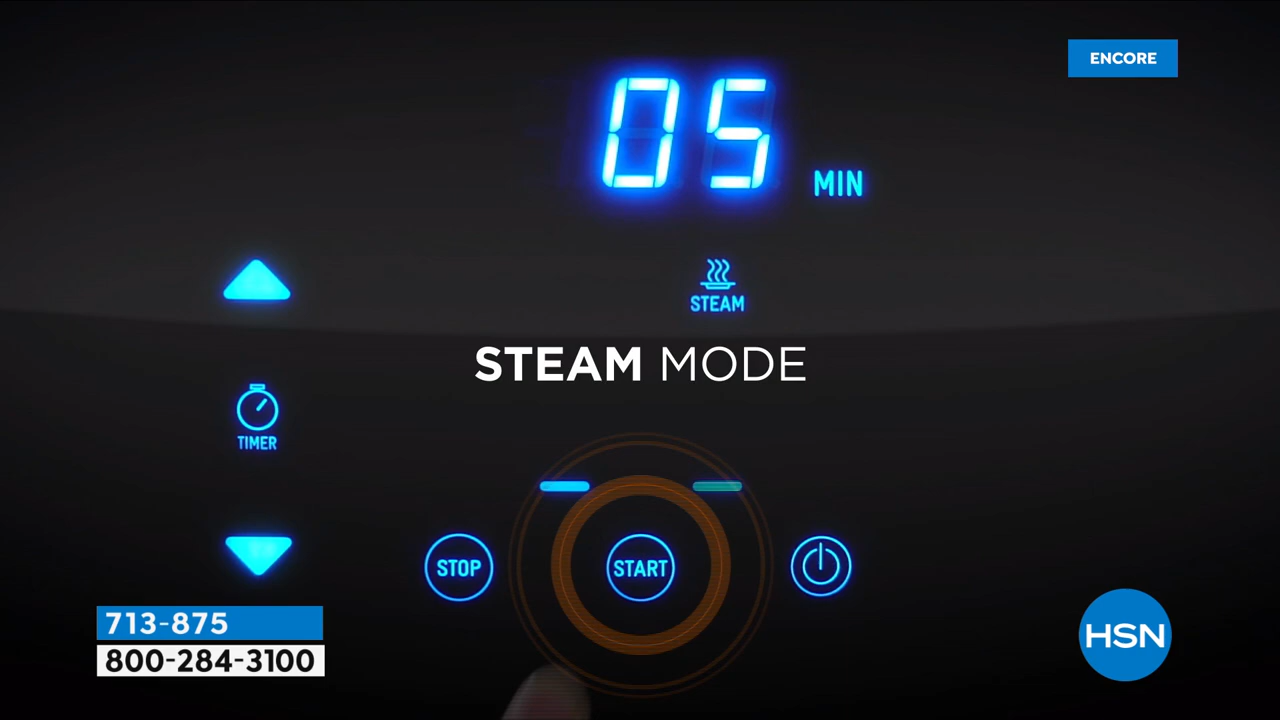 ENCORE
05 MIN
STEAM
STEAM MODE
TIMER
STOP
START
713-875
800-284-3100
HSN